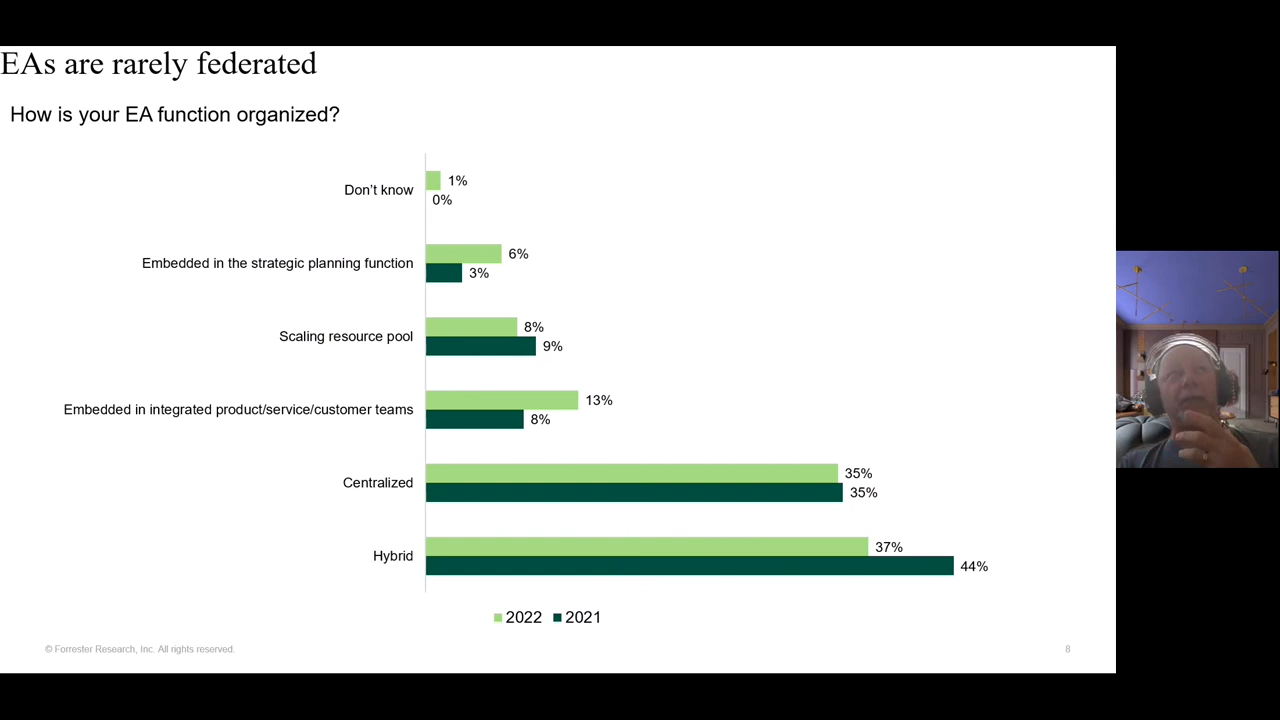 EAs are rarely federated
How is your EA function organized?
Don’t know
1%
0%
Embedded in the strategic planning function
6%
3%
Scaling resource pool
8%
9%
Embedded in integrated product/service/customer teams
13%
8%
Centralized
35%
35%
Hybrid
37%
44%
2022 2021
© Forrester Research, Inc. All rights reserved.
8